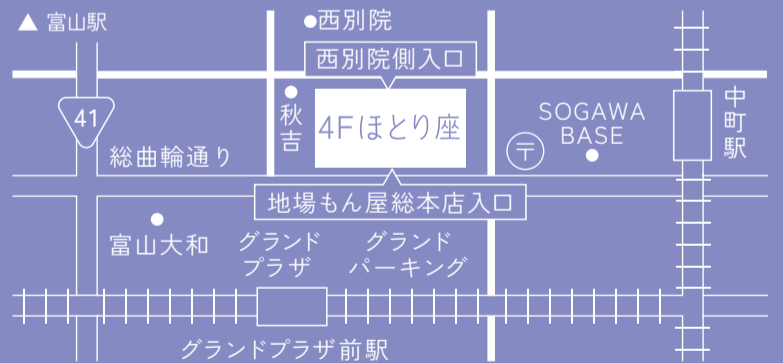 ▲ 富山駅
●西別院
西別院側入口
41
秋吉
4Fほとり座
〒
SOGAWA
BASE
中町駅
総曲輪通り
地場もん屋総本店入口
富山大和
グランド
プラザ
グランド
パーキング
グランドプラザ前駅